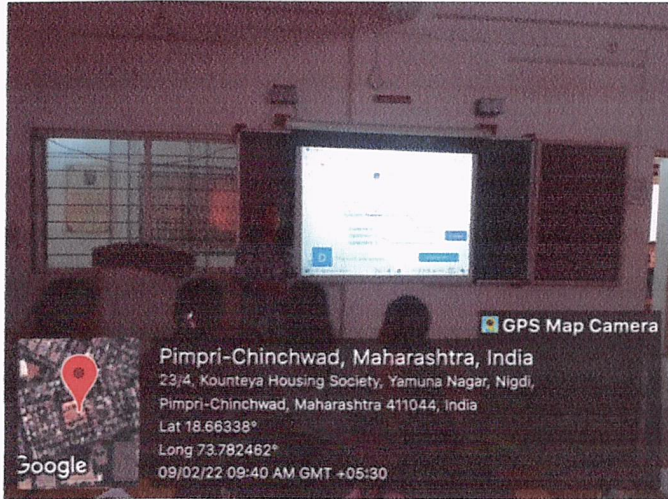 GPS Map Camera
Pimpri-Chinchwad, Maharashtra, India
23/4, Kounteya Housing Society, Yamuna Nagar, Nigdi,
Pimpri-Chinchwad, Maharashtra 411044, India
Lat 18.66338°
Long 73.782462°
09/02/22 09:40 AM GMT +05:30
Google